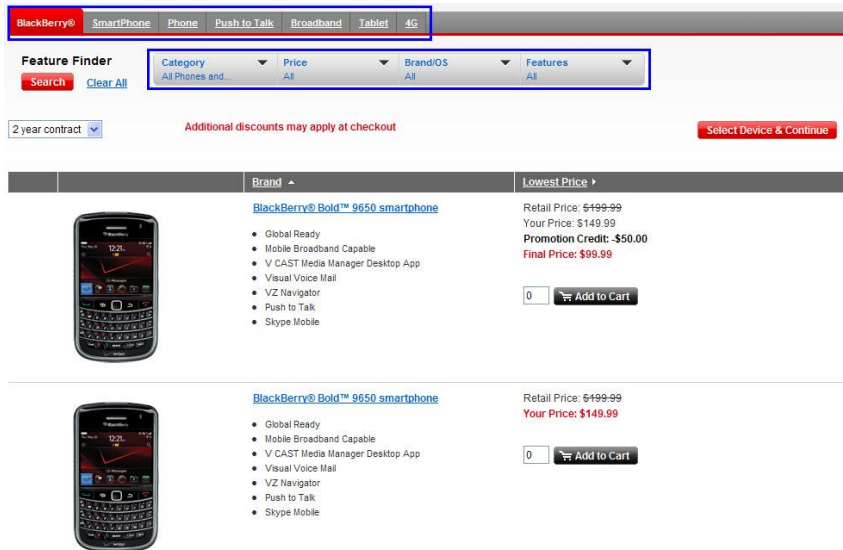 BlackBerry® SmartPhone Phone Push to Talk Broadband Tablet 4G
Feature Finder
Search Clear All
Category Price Brand/OS Features
All Phones and... All All All
2 year contract Additional discounts may apply at checkout Select Device & Continue
Brand Lowest Price
BlackBerry® Bold™ 9650 smartphone
Global Ready
Mobile Broadband Capable
V CAST Media Manager Desktop App
Visual Voice Mail
VZ Navigator
Push to Talk
Skype Mobile
Retail Price: $199.99
Your Price: $149.99
Promotion Credit: -$50.00
Final Price: $99.99
0 Add to Cart
12:21
BlackBerry® Bold™ 9650 smartphone
Global Ready
Mobile Broadband Capable
V CAST Media Manager Desktop App
Visual Voice Mail
VZ Navigator
Push to Talk
Skype Mobile
Retail Price: $199.99
Your Price: $149.99
0 Add to Cart
12:21